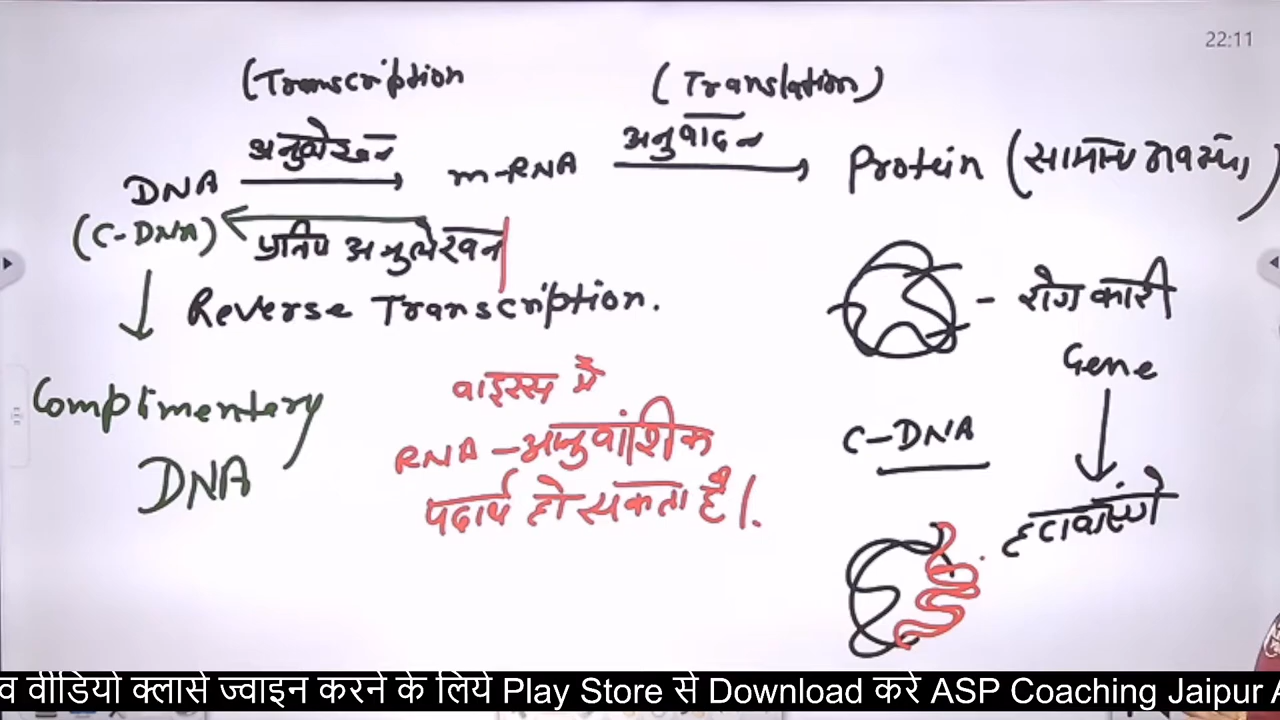 22:11
(Transcription (Translation)
अनुलेखन अनुवादन
DNA m-RNA Protein (सामान्य
(C-DNA) प्रतिप अनुलेखन
Reverse Transcription. - रोगकारी
Gene
Complimentary वाइरस में
DNA RNA - आनुवांशिक C-DNA
पदार्थ हो सकता है।. हटावांएंगे
व वीडियो क्लासे ज्वाइन करने के लिये Play Store से Download करे ASP Coaching Jaipur A